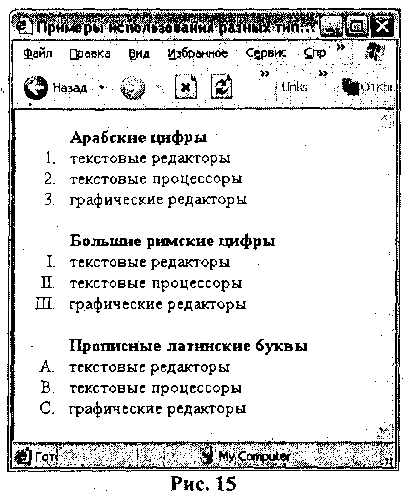 Примеры использования разных тип...
Файл Правка Вид Избранное Сервис Спр »
Назад » Links »
Арабские цифры
1. текстовые редакторы
2. текстовые процессоры
3. графические редакторы
Большие римские цифры
I. текстовые редакторы
II. текстовые процессоры
III. графические редакторы
Прописные латинские буквы
A. текстовые редакторы
B. текстовые процессоры
C. графические редакторы
My Computer
Рис. 15